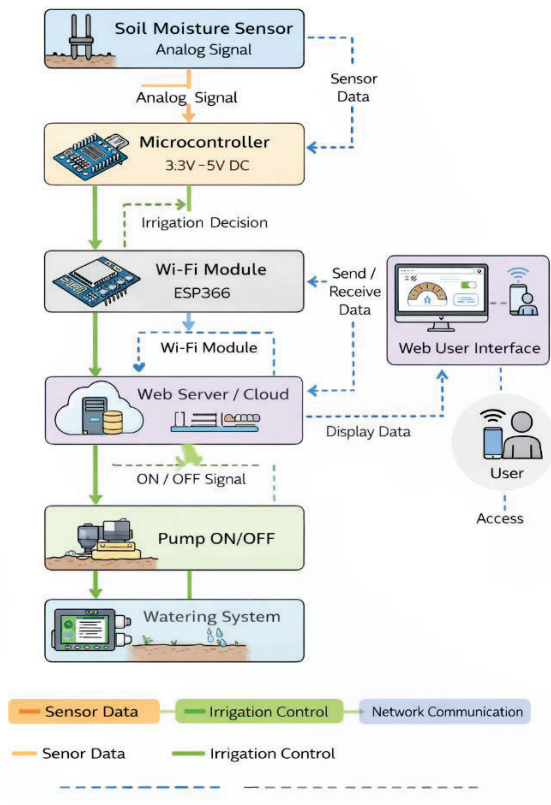 Soil Moisture Sensor
Analog Signal
Analog Signal
Sensor
Data
Microcontroller
3.3V – 5V DC
Irrigation Decision
Wi-Fi Module
ESP366
Send /
Receive
Data
Wi-Fi Module
Web User Interface
Web Server / Cloud
Display Data
User
Access
ON / OFF Signal
Pump ON/OFF
Watering System
Sensor Data
Irrigation Control
Network Communication
Senor Data
Irrigation Control